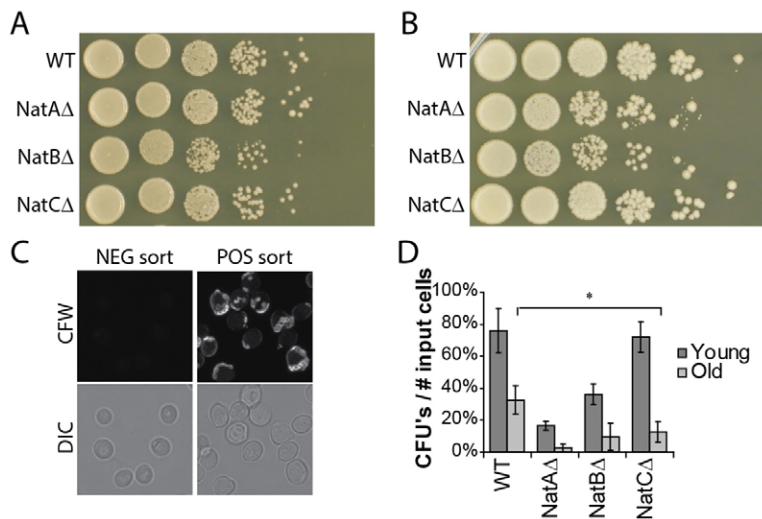 A
WT
NatAΔ
NatBΔ
NatCΔ
B
WT
NatAΔ
NatBΔ
NatCΔ
C
NEG sort
POS sort
CFW
DIC
D
CFU's / # input cells
100%
80%
60%
40%
20%
0%
*
Young
Old
WT
NatAΔ
NatBΔ
NatCΔ